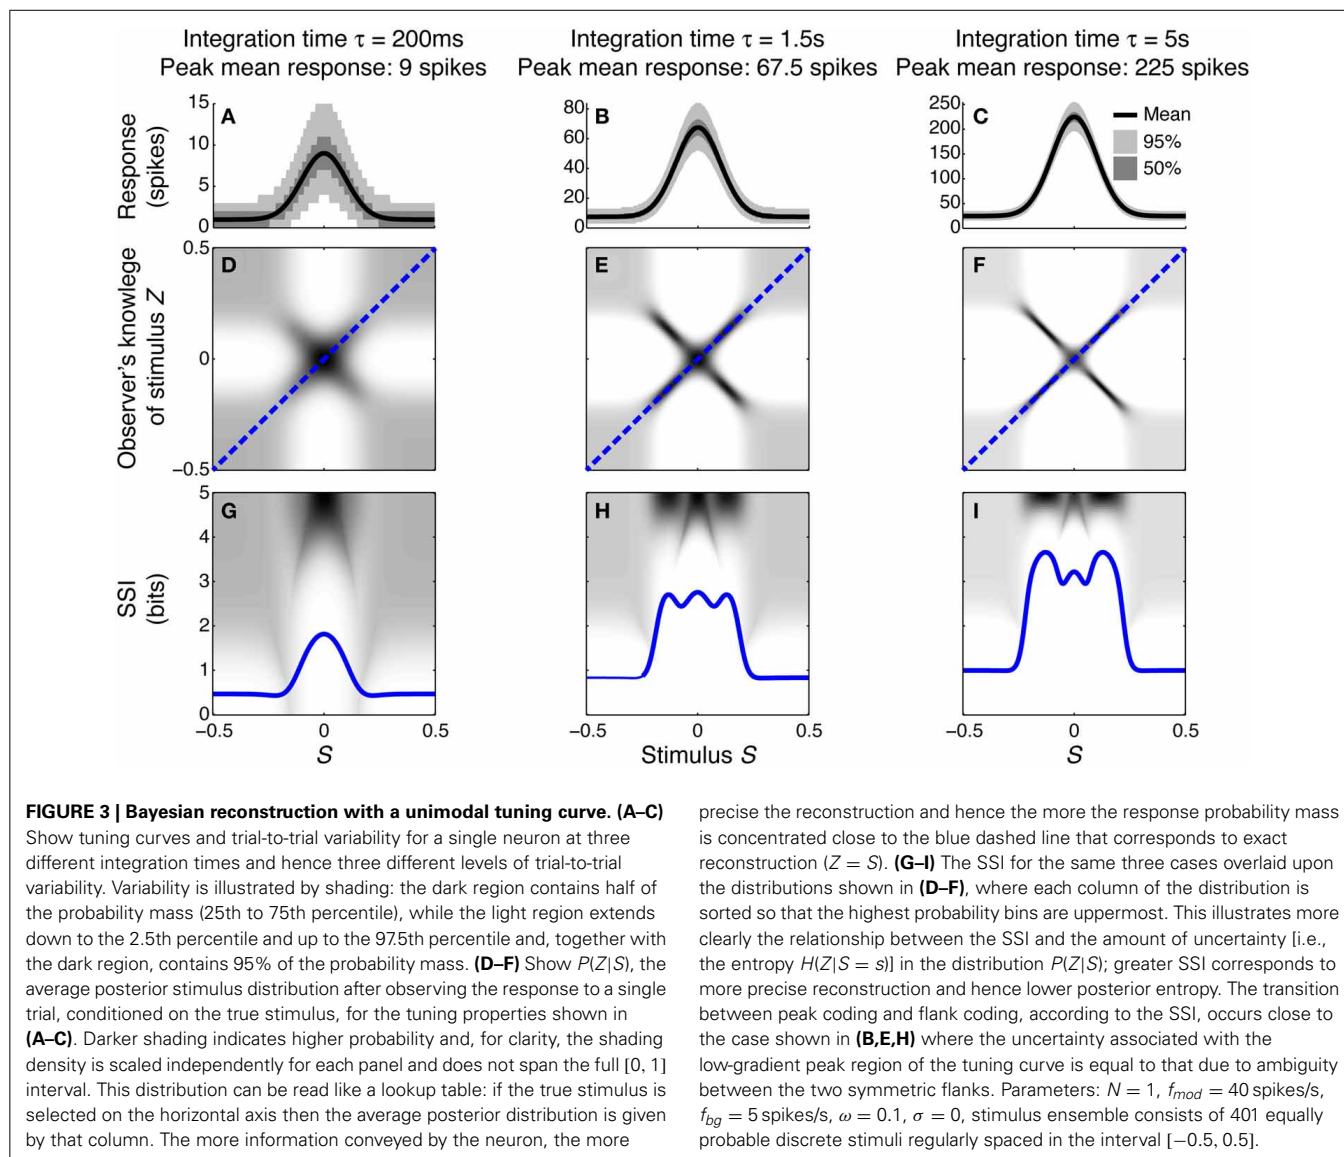 Integration time τ = 200ms
Peak mean response: 9 spikes
Integration time τ = 1.5s
Peak mean response: 67.5 spikes
Integration time τ = 5s
Peak mean response: 225 spikes
Response
(spikes)
15
10
5
0
A
80
60
40
20
0
B
250
200
150
100
50
0
C
Mean
95%
50%
Observer's knowlege
of stimulus Z
0.5
0
−0.5
D
E
F
SSI
(bits)
5
4
3
2
1
0
G
H
I
−0.5 0 0.5
S
−0.5 0 0.5
Stimulus S
−0.5 0 0.5
S
FIGURE 3 | Bayesian reconstruction with a unimodal tuning curve. (A–C)
Show tuning curves and trial-to-trial variability for a single neuron at three
different integration times and hence three different levels of trial-to-trial
variability. Variability is illustrated by shading: the dark region contains half of
the probability mass (25th to 75th percentile), while the light region extends
down to the 2.5th percentile and up to the 97.5th percentile and, together with
the dark region, contains 95% of the probability mass. (D–F) Show P(Z|S), the
average posterior stimulus distribution after observing the response to a single
trial, conditioned on the true stimulus, for the tuning properties shown in
(A–C). Darker shading indicates higher probability and, for clarity, the shading
density is scaled independently for each panel and does not span the full [0, 1]
interval. This distribution can be read like a lookup table: if the true stimulus is
selected on the horizontal axis then the average posterior distribution is given
by that column. The more information conveyed by the neuron, the more
precise the reconstruction and hence the more the response probability mass
is concentrated close to the blue dashed line that corresponds to exact
reconstruction (Z = S). (G–I) The SSI for the same three cases overlaid upon
the distributions shown in (D–F), where each column of the distribution is
sorted so that the highest probability bins are uppermost. This illustrates more
clearly the relationship between the SSI and the amount of uncertainty [i.e.,
the entropy H(Z|S = s)] in the distribution P(Z|S); greater SSI corresponds to
more precise reconstruction and hence lower posterior entropy. The transition
between peak coding and flank coding, according to the SSI, occurs close to
the case shown in (B,E,H) where the uncertainty associated with the
low-gradient peak region of the tuning curve is equal to that due to ambiguity
between the two symmetric flanks. Parameters: N = 1, fmod = 40 spikes/s,
fbg = 5 spikes/s, ω = 0.1, σ = 0, stimulus ensemble consists of 401 equally
probable discrete stimuli regularly spaced in the interval [−0.5, 0.5].